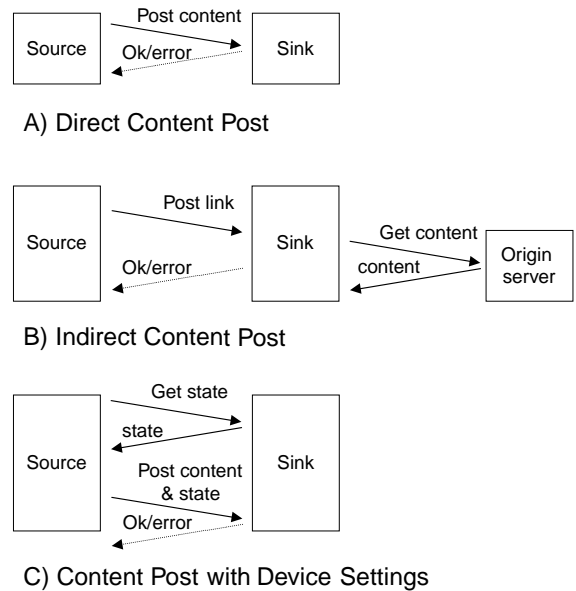 Post content
Source
Ok/error
Sink
A) Direct Content Post
Post link
Source
Sink
Get content
Ok/error
content
Origin
server
B) Indirect Content Post
Get state
state
Source
Sink
Post content
& state
Ok/error
C) Content Post with Device Settings